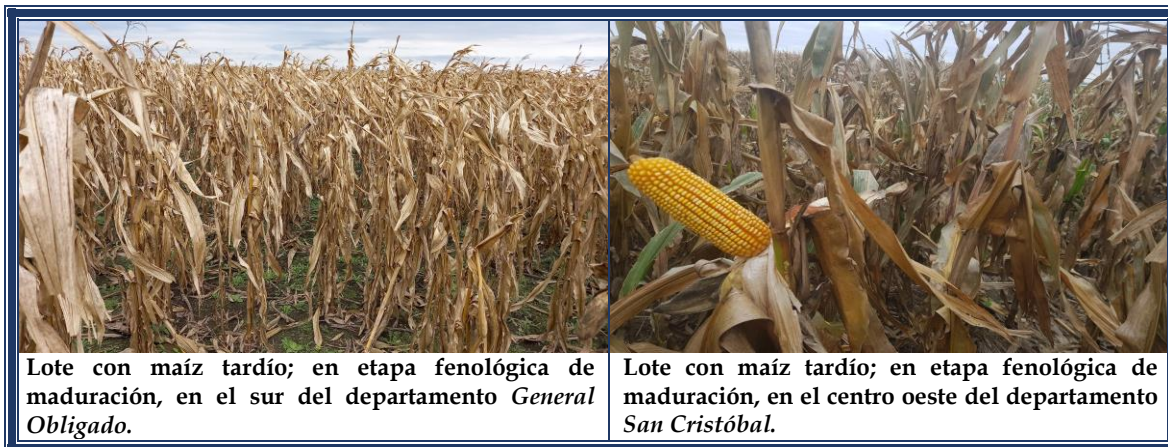 Lote con maíz tardío; en etapa fenológica de
maduración, en el sur del departamento General
Obligado.
Lote con maíz tardío; en etapa fenológica de
maduración, en el centro oeste del departamento
San Cristóbal.